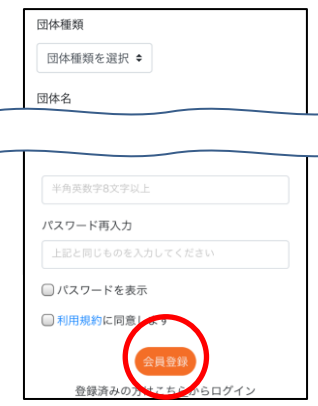 団体種類
団体種類を選択
団体名
半角英数字8文字以上
パスワード再入力
上記と同じものを入力してください
パスワードを表示
利用規約に同意します
会員登録
登録済みの方はこちらからログイン